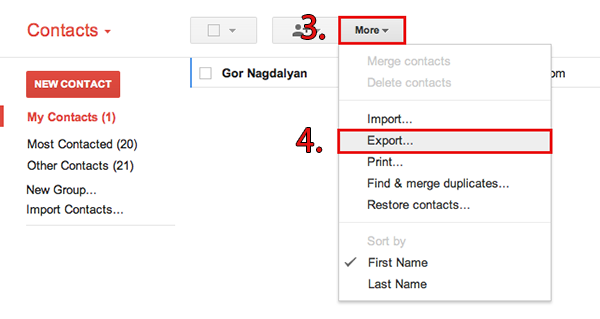 Contacts
3.
More
NEW CONTACT
My Contacts (1)
Most Contacted (20)
Other Contacts (21)
New Group...
Import Contacts...
Gor Nagdalyan
om
Merge contacts
Delete contacts
Import...
4.
Export...
Print...
Find & merge duplicates...
Restore contacts...
Sort by
First Name
Last Name